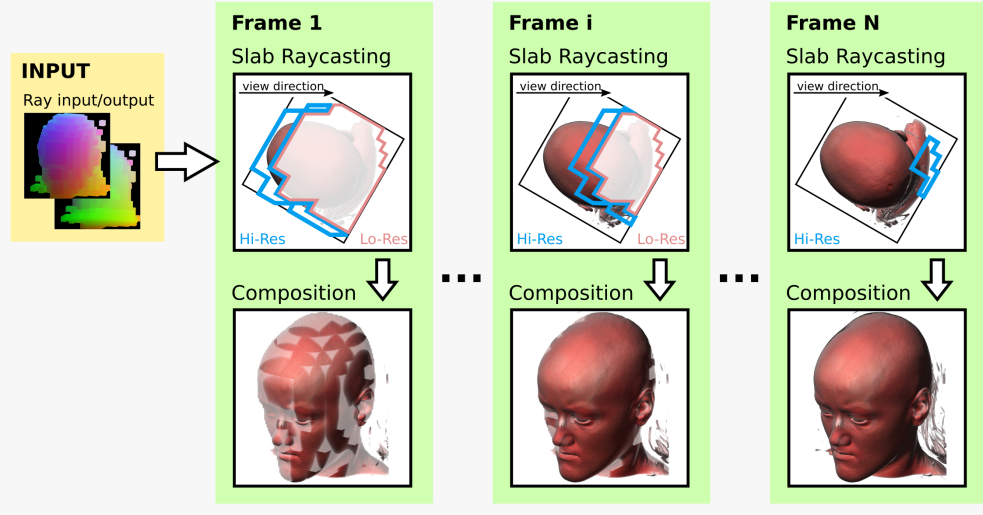 INPUT
Ray input/output
Frame 1
Slab Raycasting
view direction
Hi-Res
Lo-Res
Composition
...
Frame i
Slab Raycasting
view direction
Hi-Res
Lo-Res
Composition
...
Frame N
Slab Raycasting
view direction
Hi-Res
Composition